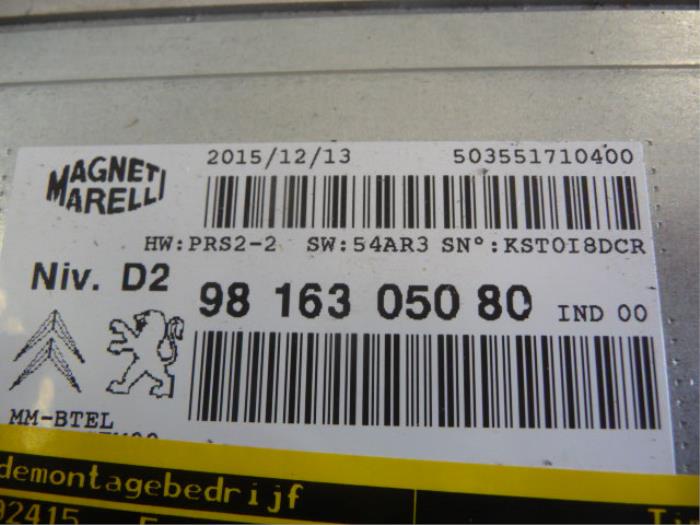 MAGNETI
MARELLI
2015/12/13 503551710400
HW:PRS2-2 SW:54AR3 SN°:KST0I8DCR
Niv. D2 98 163 050 80 IND 00
MM-BTEL
demontagebedrijf